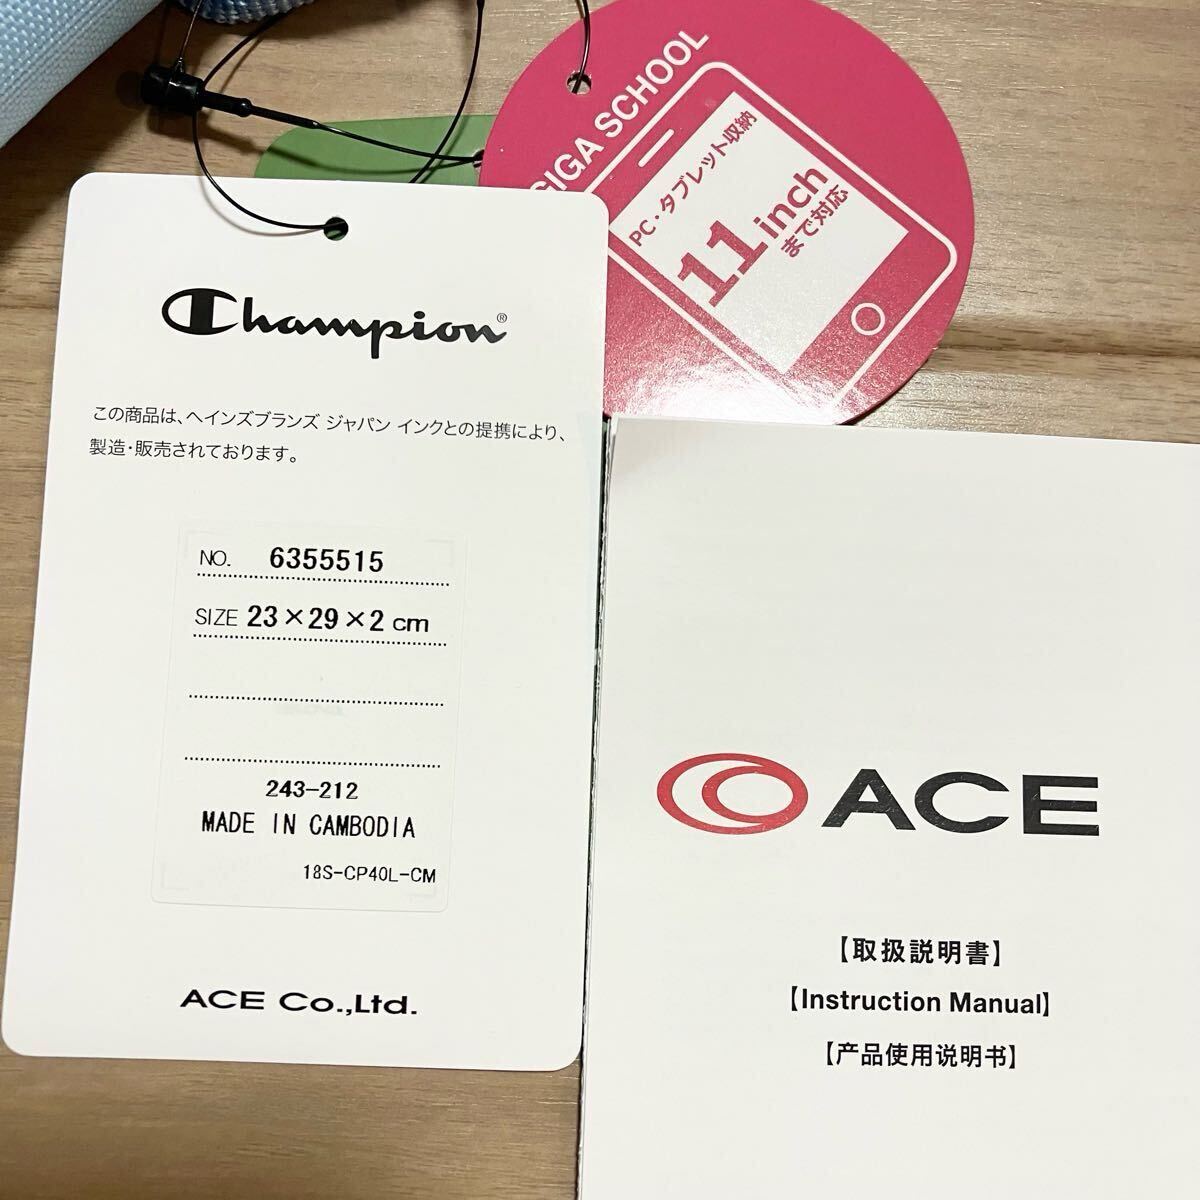 GIGA SCHOOL
PC・タブレット収納
11inch
まで対応
Champion®
この商品は、ヘインズブランズ ジャパン インクとの提携により、
製造・販売されております。
NO. 6355515
SIZE 23×29×2 cm
243-212
MADE IN CAMBODIA
18S-CP40L-CM
ACE Co.,Ltd.
ACE
【取扱説明書】
【Instruction Manual】
【产品使用说明书】